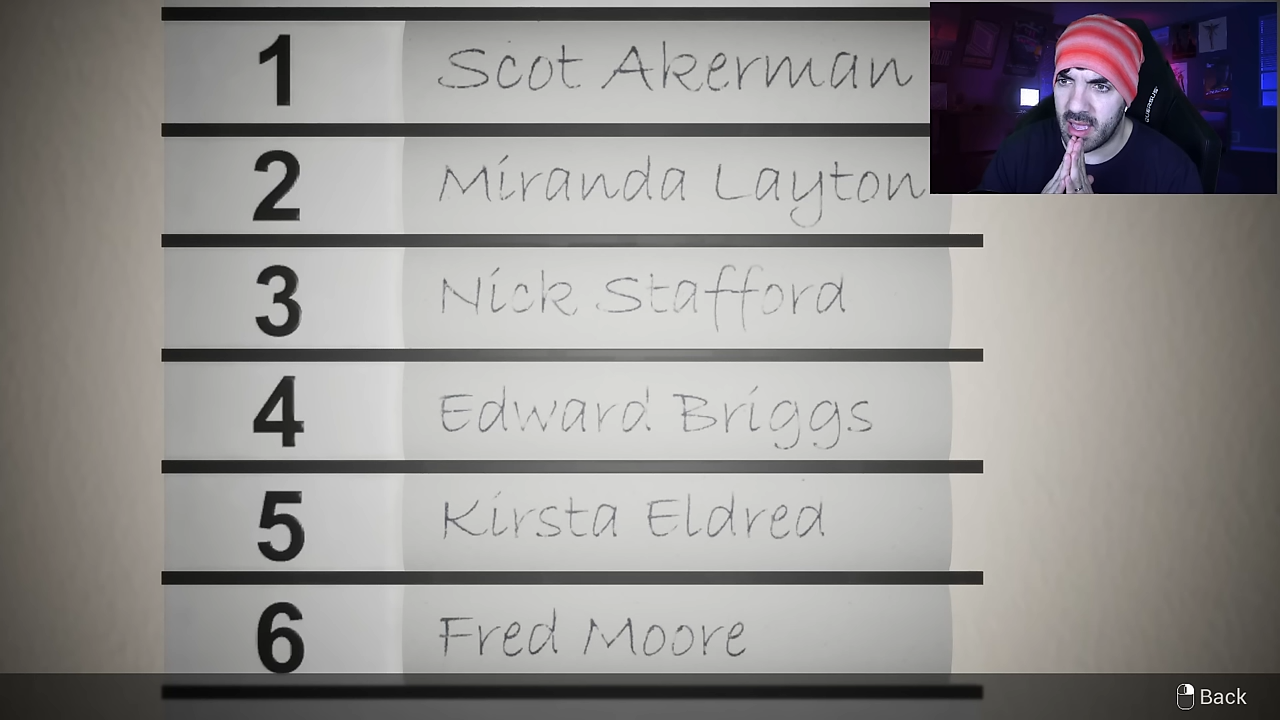 1 Scot Akerman
2 Miranda Layton
3 Nick Stafford
4 Edward Briggs
5 Kirsta Eldred
6 Fred Moore
Back